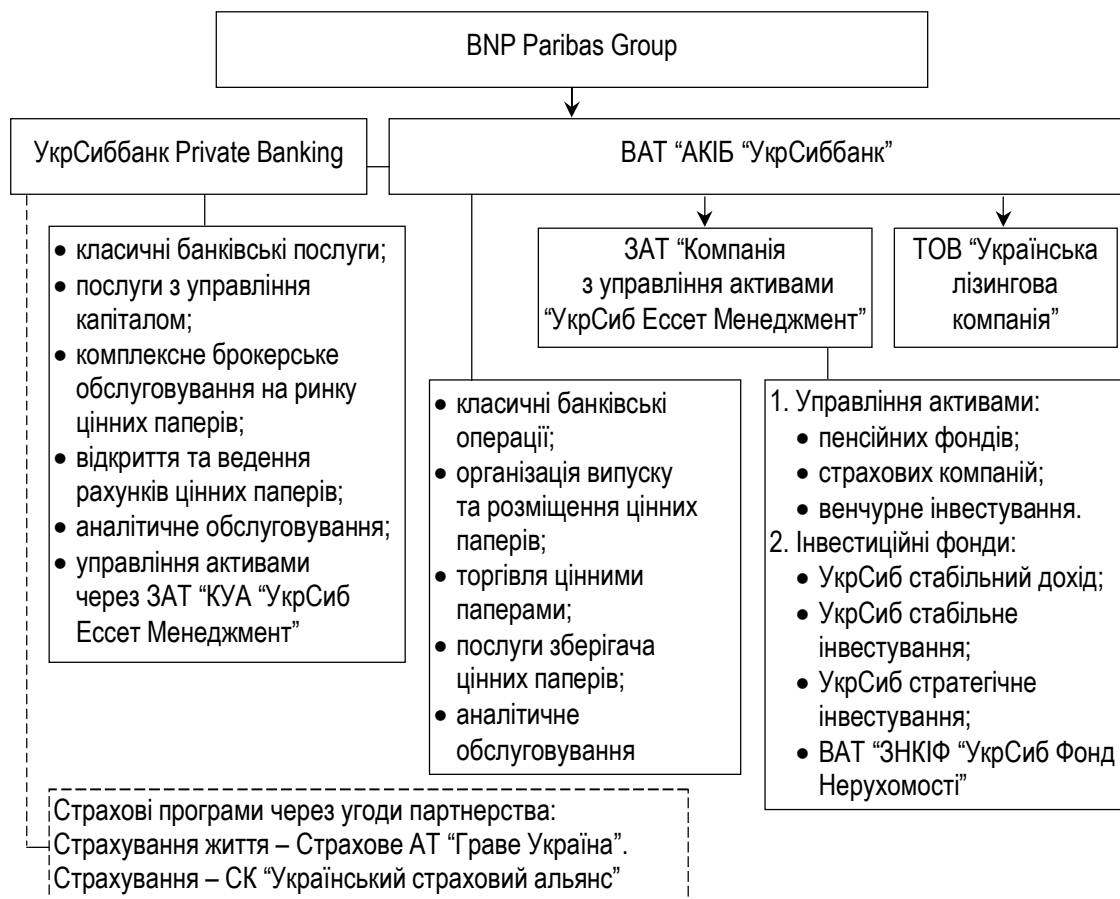 BNP Paribas Group
УкрСиббанк Private Banking
ВАТ “АКІБ “УкрСиббанк”
• класичні банківські послуги;
• послуги з управління
капіталом;
• комплексне брокерське
обслуговування на ринку
цінних паперів;
• відкриття та ведення
рахунків цінних паперів;
• аналітичне обслуговування;
• управління активами
через ЗАТ “КУА “УкрСиб
Ессет Менеджмент”
ЗАТ “Компанія
з управління активами
“УкрСиб Ессет Менеджмент”
ТОВ “Українська
лізингова
компанія”
• класичні банківські
операції;
• організація випуску
та розміщення цінних
паперів;
• торгівля цінними
паперами;
• послуги зберігача
цінних паперів;
• аналітичне
обслуговування
1. Управління активами:
• пенсійних фондів;
• страхових компаній;
• венчурне інвестування.
2. Інвестиційні фонди:
• УкрСиб стабільний дохід;
• УкрСиб стабільне
інвестування;
• УкрСиб стратегічне
інвестування;
• ВАТ “ЗНКІФ “УкрСиб Фонд
Нерухомості”
Страхові програми через угоди партнерства:
Страхування життя – Страхове АТ “Граве Україна”.
Страхування – СК “Український страховий альянс”